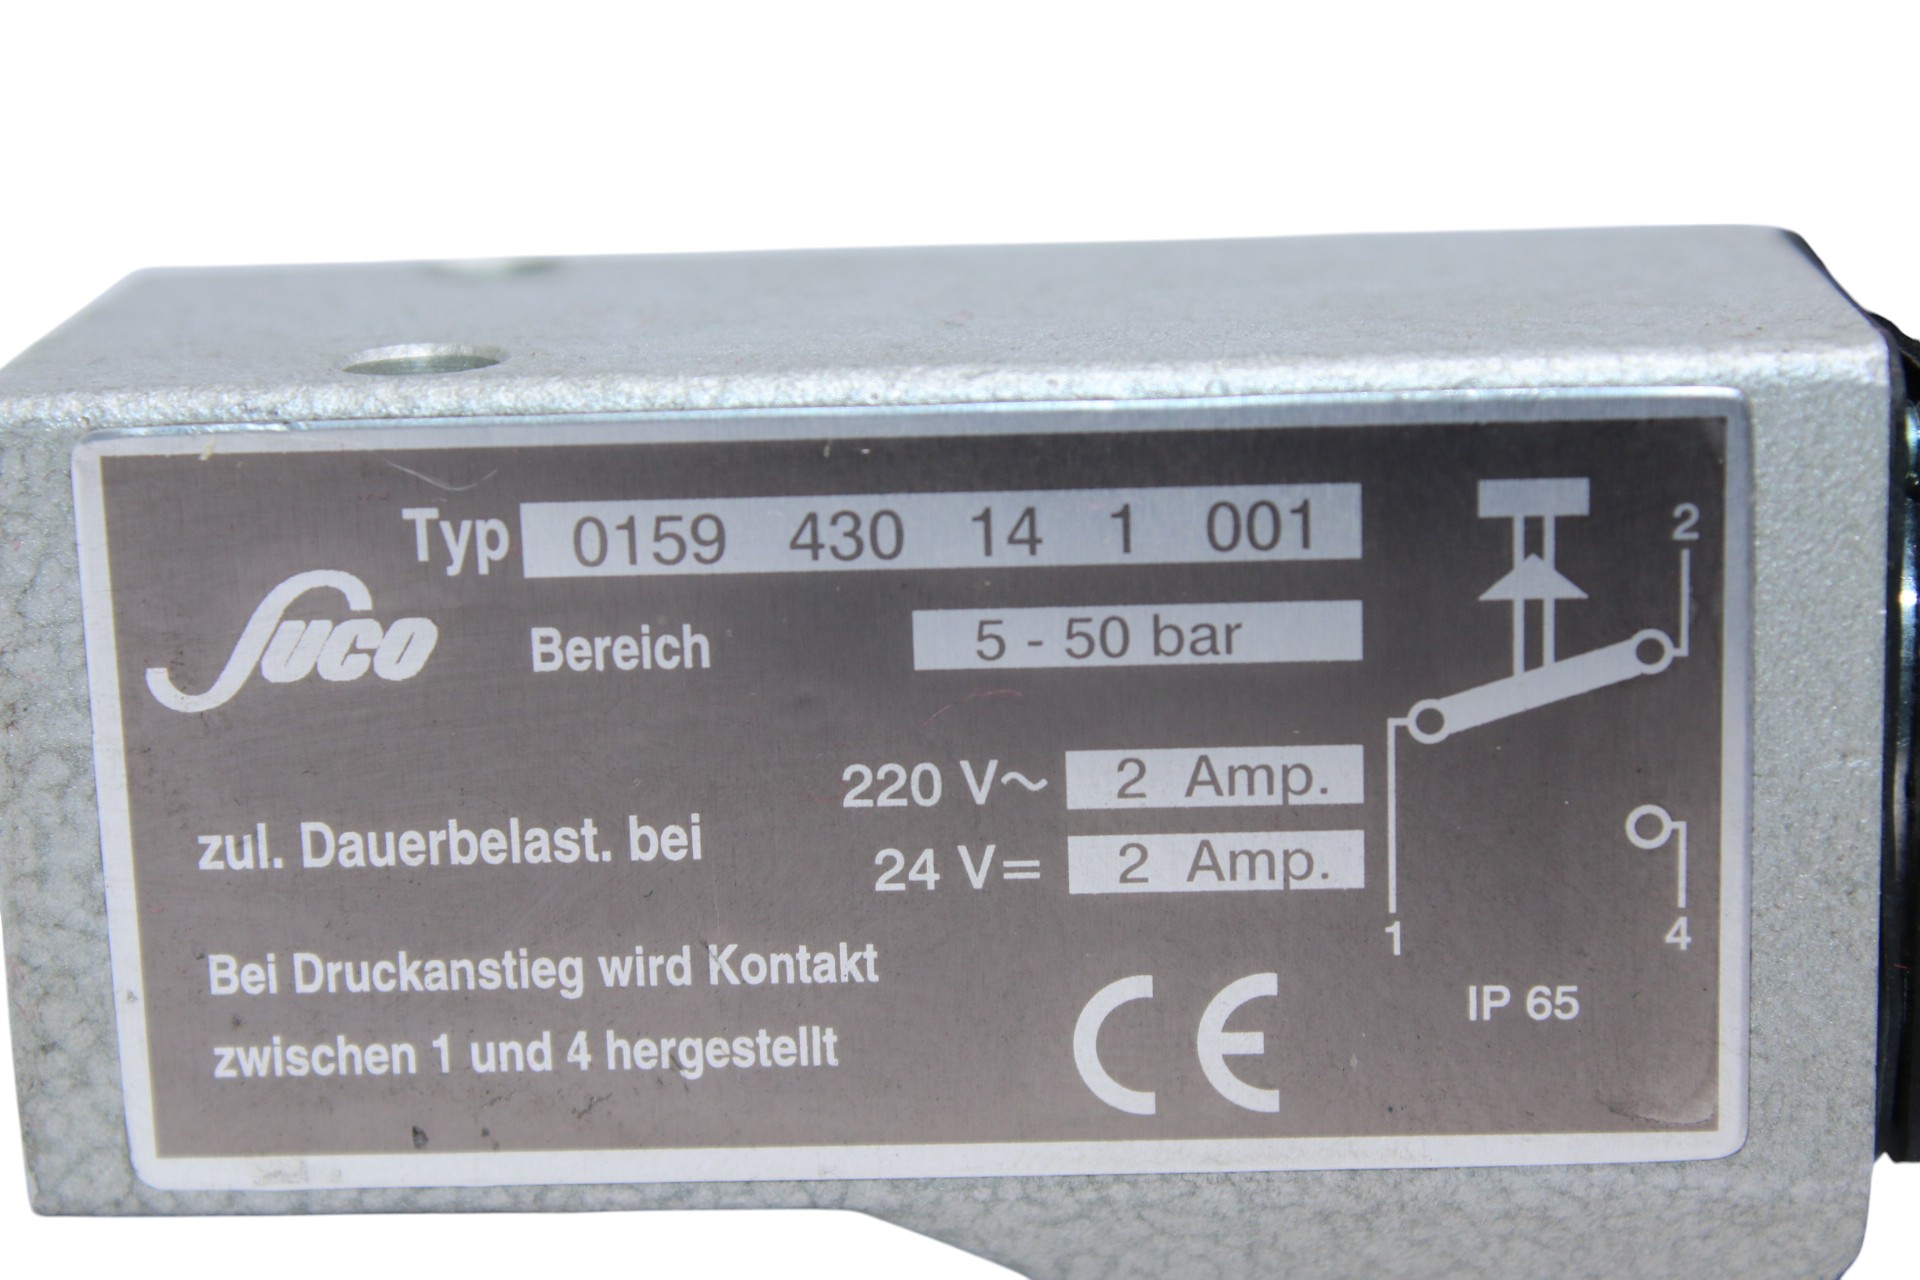 Typ 0159 430 14 1 001
SUCO
Bereich 5 - 50 bar
2
220 V~ 2 Amp.
zul. Dauerbelast. bei
24 V= 2 Amp.
1 4
Bei Druckanstieg wird Kontakt
zwischen 1 und 4 hergestellt
CE
IP 65